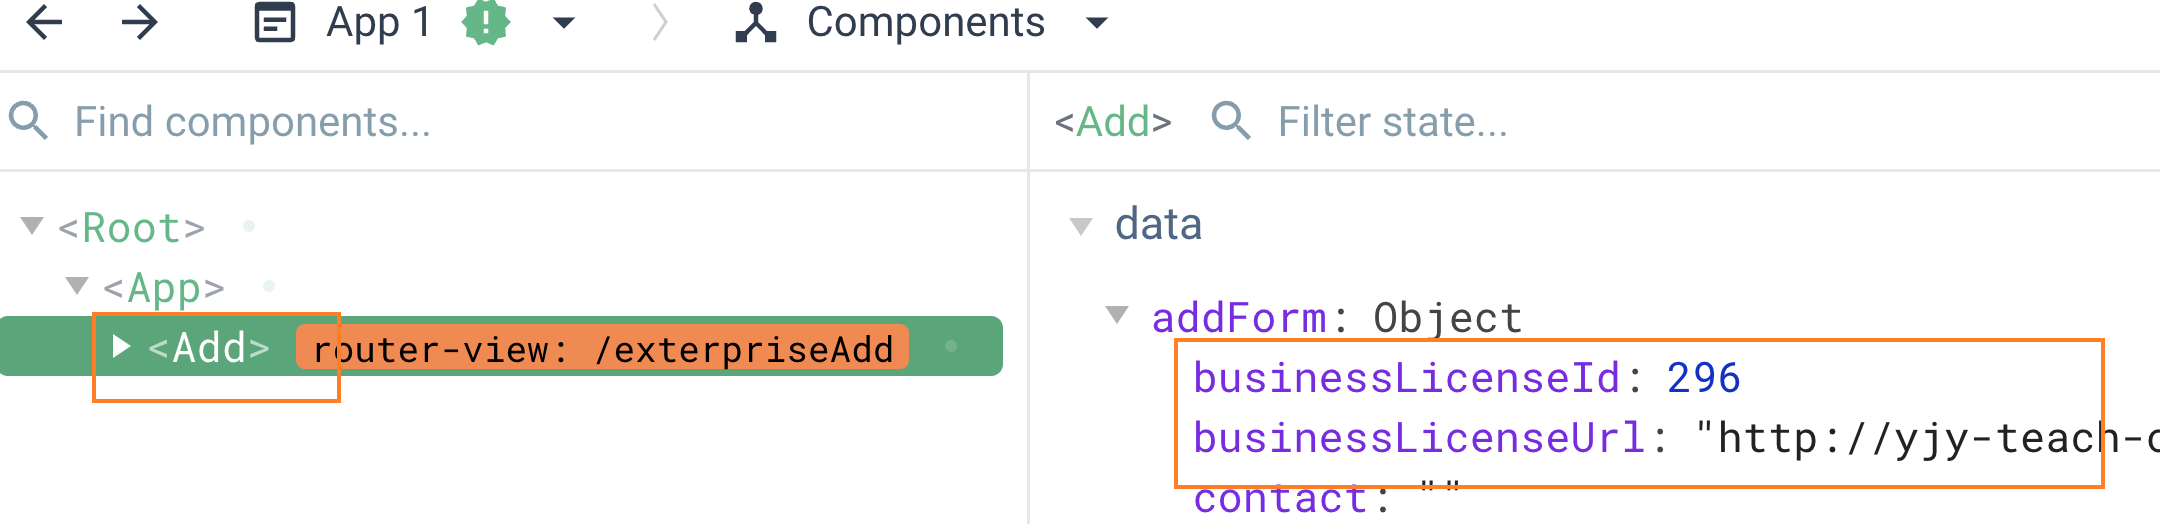 App 1 Components
Find components...
<Add> Filter state...
<Root>
<App>
<Add> router-view: /exterpriseAdd
data
addForm: Object
businessLicenseId: 296
businessLicenseUrl: "http://yjy-teach-
contact: ""